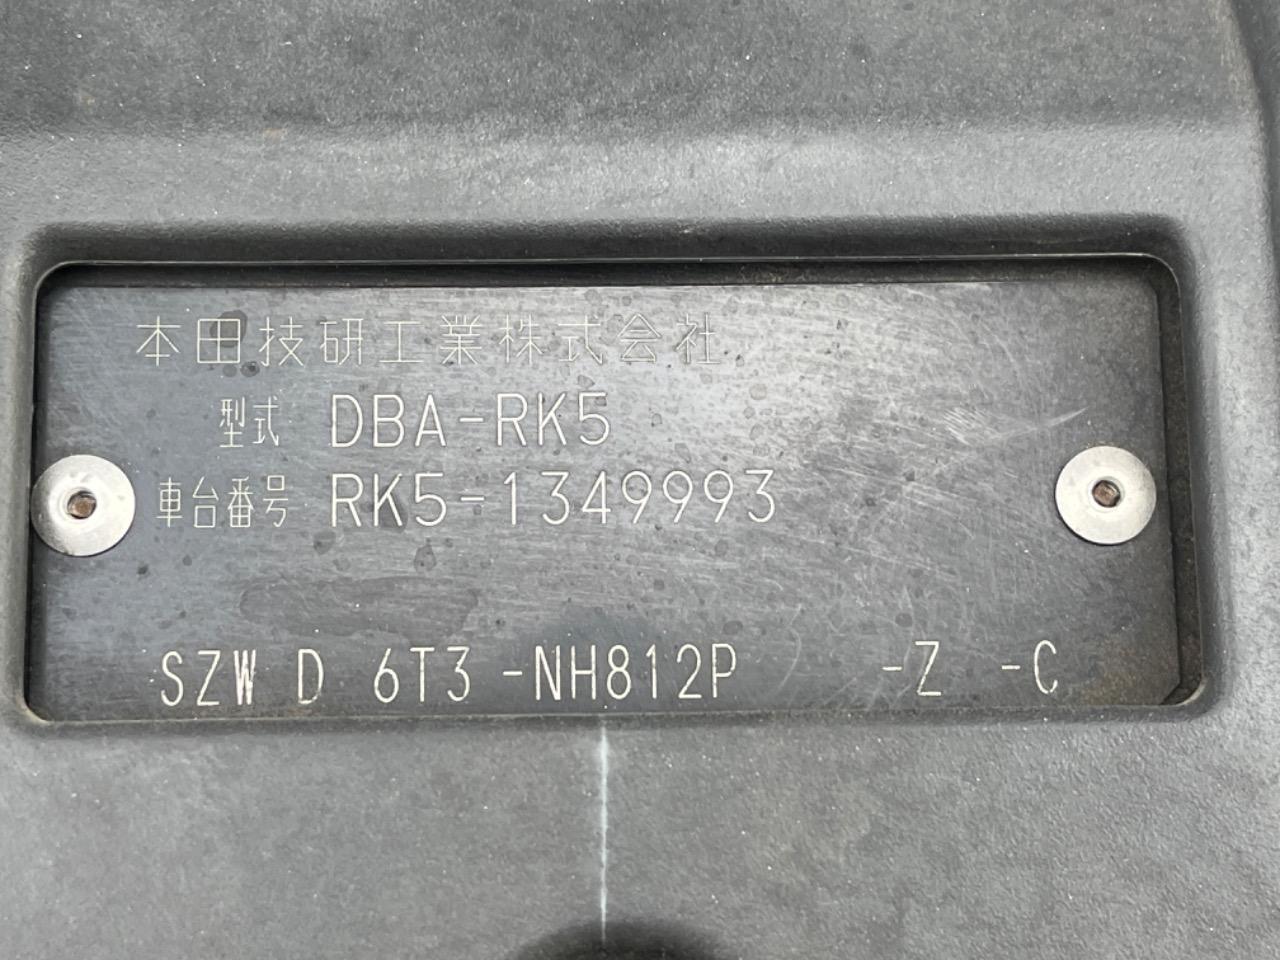 本田技研工業株式会社
型式 DBA-RK5
車台番号 RK5-1349993
SZW D 6T3 -NH812P -Z -C